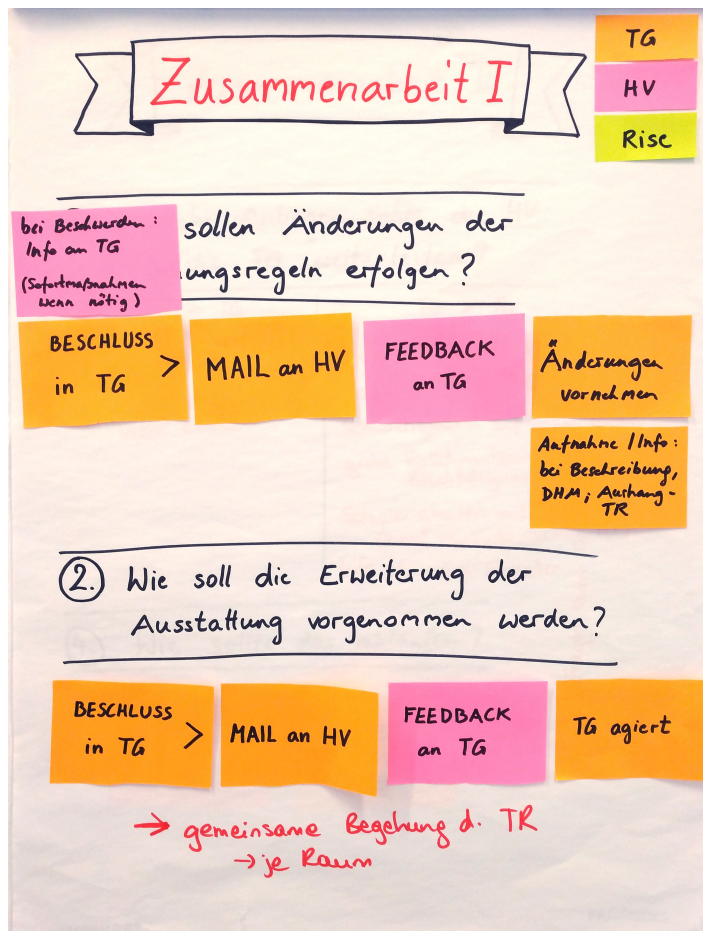 Zusammenarbeit I
TG
HV
Rise
bei Beschwerden:
Info an TG
(Sofortmaßnahmen
wenn nötig)
sollen Änderungen der
ungsregeln erfolgen?
BESCHLUSS
in TG >
MAIL an HV
FEEDBACK
an TG
Änderungen
vornehmen
Aufnahme / Info:
bei Beschreibung,
DHM, Aushang-
TR
2. Wie soll die Erweiterung der
Ausstattung vorgenommen werden?
BESCHLUSS
in TG >
MAIL an HV
FEEDBACK
an TG
TG agiert
→ gemeinsame Begehung d. TR
→ je Raum